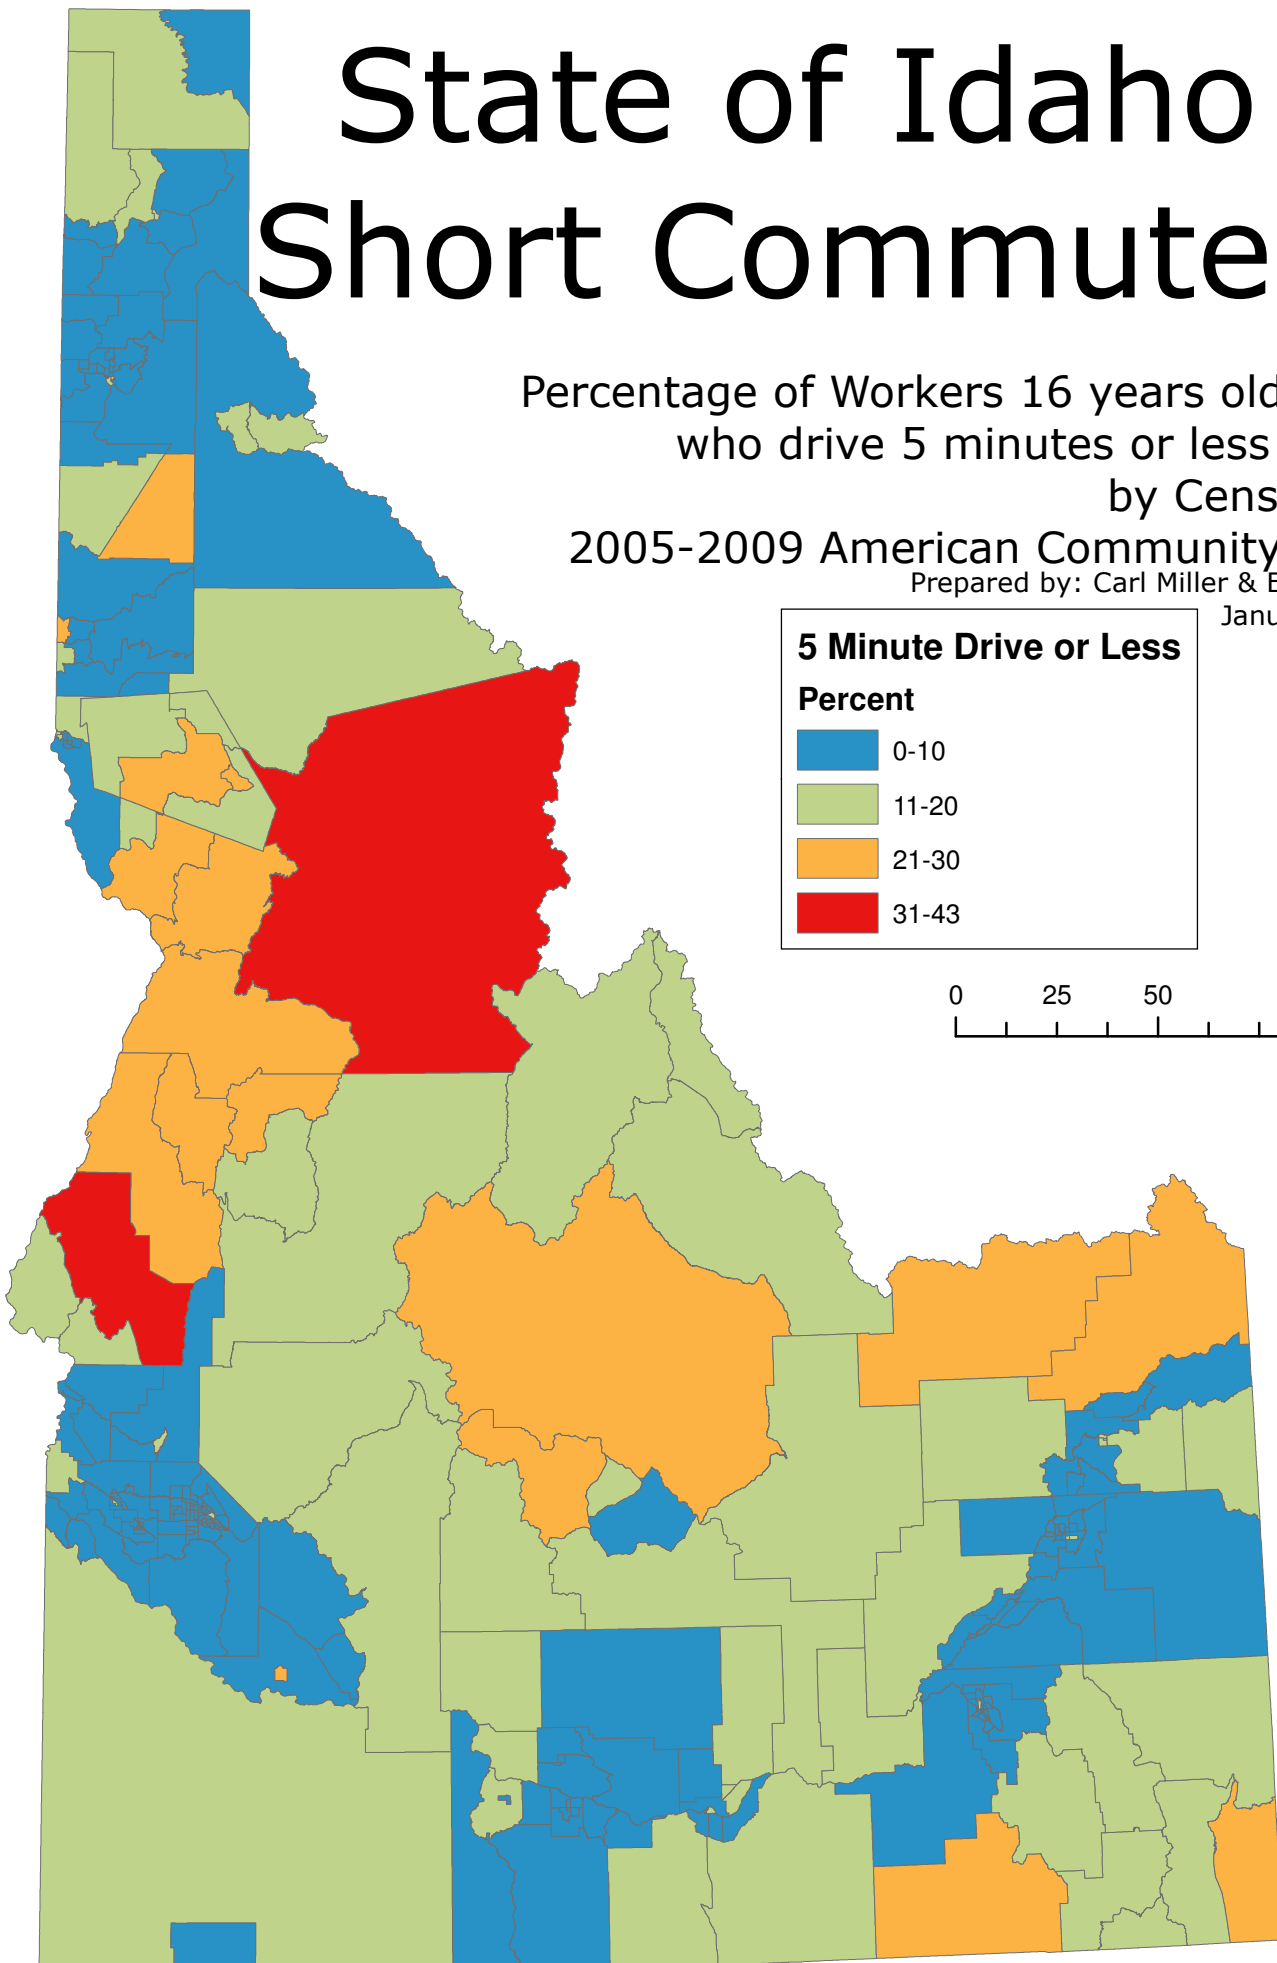 State of Idaho
Short Commute
Percentage of Workers 16 years old
who drive 5 minutes or less
by Cens
2005-2009 American Community
Prepared by: Carl Miller &
Janu
5 Minute Drive or Less
Percent
0-10
11-20
21-30
31-43
0 25 50